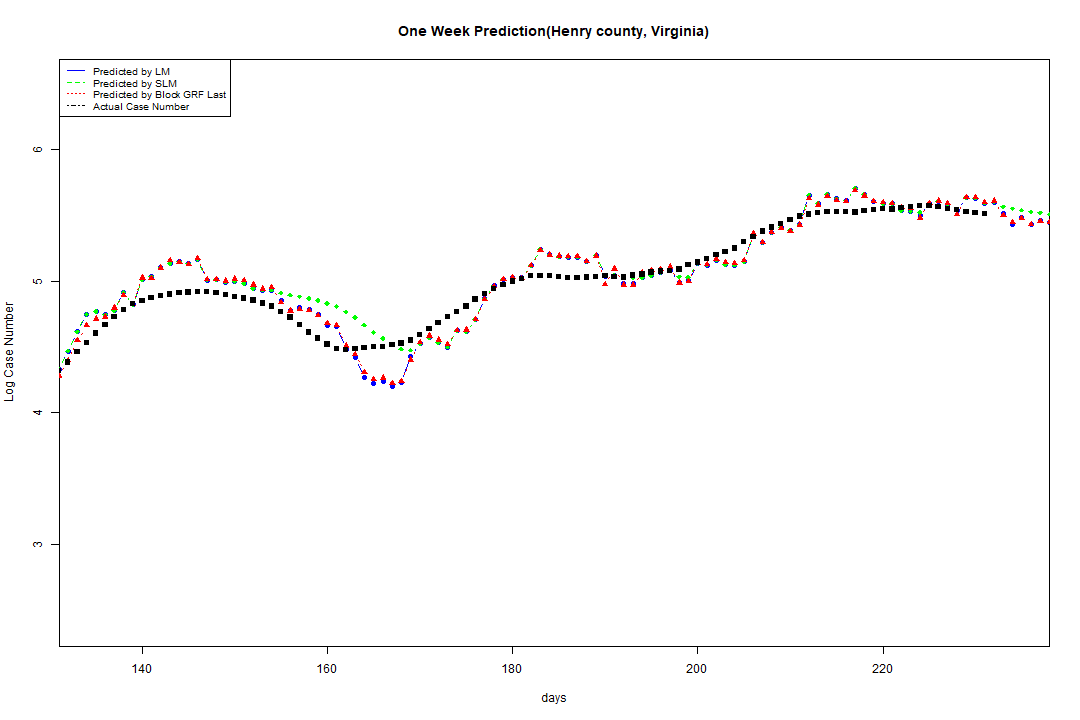 One Week Prediction(Henry county, Virginia)
Predicted by LM
Predicted by SLM
Predicted by Block GRF Last
Actual Case Number
6
5
4
3
Log Case Number
140 160 180 200 220
days